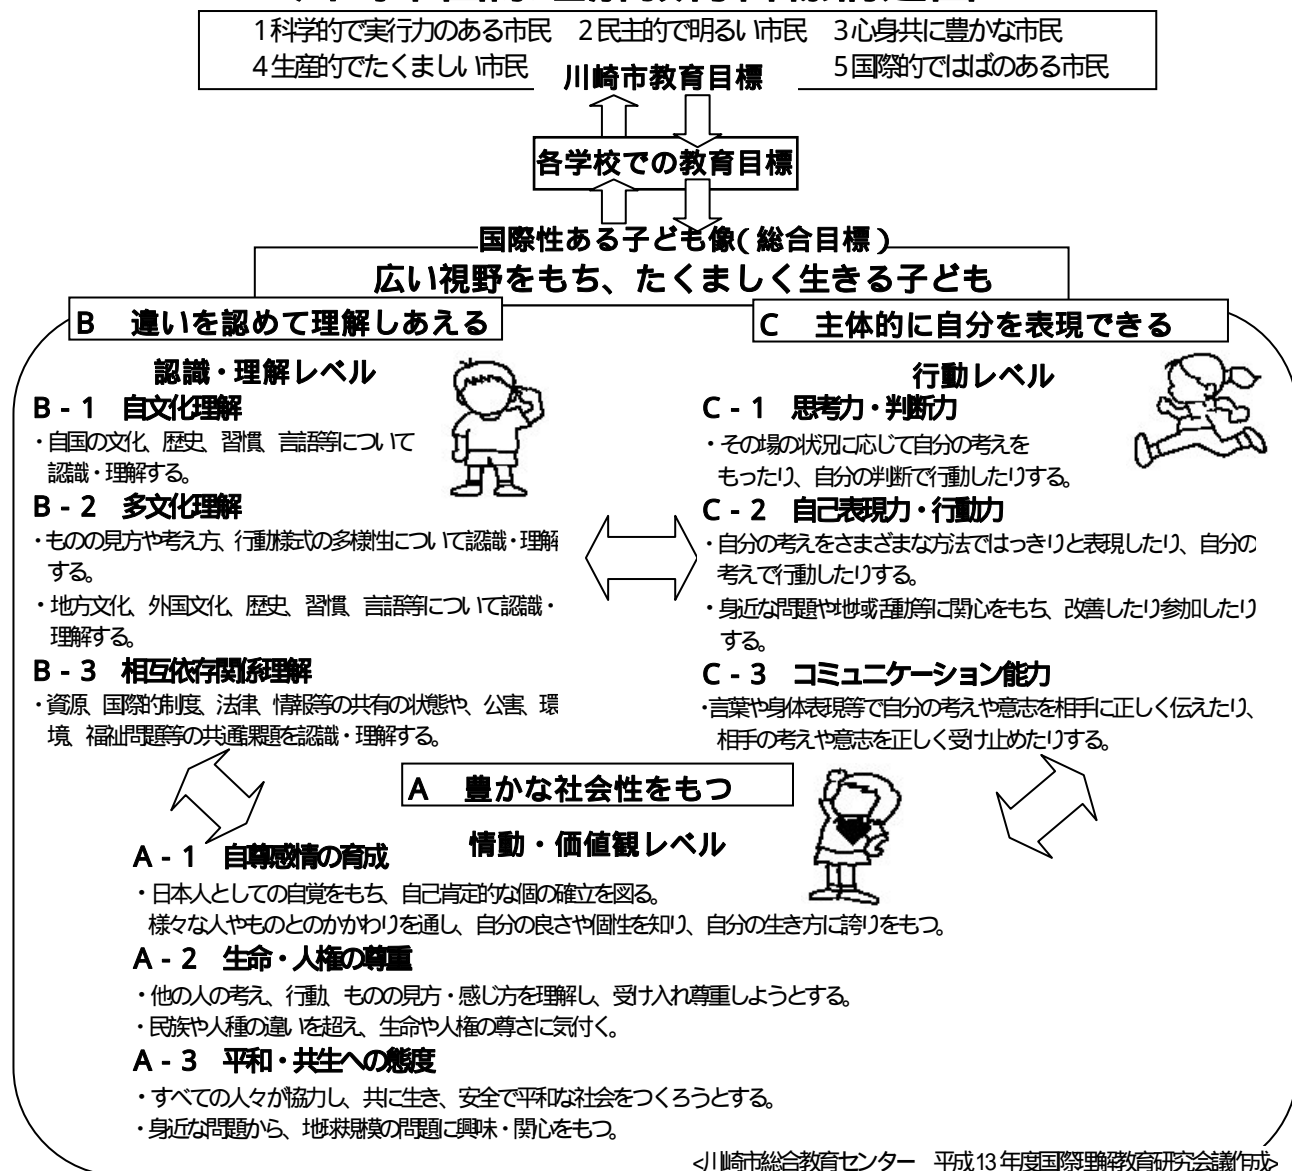 1科学的で実行力のある市民　2民主的で明るい市民　3心身共に豊かな市民
4生産的でたくましい市民　5国際的ではばのある市民
川崎市教育目標
各学校での教育目標
国際性ある子ども像(総合目標)
広い視野をもち、たくましく生きる子ども
B　違いを認めて理解しあえる
認識・理解レベル
B-1　自文化理解
・自国の文化、歴史、習慣、言語等について
認識・理解する。
B-2　多文化理解
・ものの見方や考え方、行動様式の多様性について認識・理解
する。
・地方文化、外国文化、歴史、習慣、言語等について認識・
理解する。
B-3　相互依存関係理解
・資源、国際的制度、法律、情報等の共有の状態や、公害、環
境、福祉問題等の共通課題を認識・理解する。
C　主体的に自分を表現できる
行動レベル
C-1　思考力・判断力
・その場の状況に応じて自分の考えを
もったり、自分の判断で行動したりする。
C-2　自己表現力・行動力
・自分の考えをさまざまな方法ではっきりと表現したり、自分の
考えで行動したりする。
・身近な問題や地域活動等に関心をもち、改善したり参加したり
する。
C-3　コミュニケーション能力
・言葉や身体表現等で自分の考えや意志を相手に正しく伝えたり、
相手の考えや意志を正しく受け止めたりする。
A　豊かな社会性をもつ
情動・価値観レベル
A-1　自尊感情の育成
・日本人としての自覚をもち、自己肯定的な個の確立を図る。
様々な人やものとのかかわりを通し、自分の良さや個性を知り、自分の生き方に誇りをもつ。
A-2　生命・人権の尊重
・他の人の考え、行動、ものの見方・感じ方を理解し、受け入れ尊重しようとする。
・民族や人種の違いを超え、生命や人権の尊さに気付く。
A-3　平和・共生への態度
・すべての人々が協力し、共に生き、安全で平和な社会をつくろうとする。
・身近な問題から、地球規模の問題に興味・関心をもつ。
<川崎市総合教育センター　平成13年度国際理解教育研究会議作成>